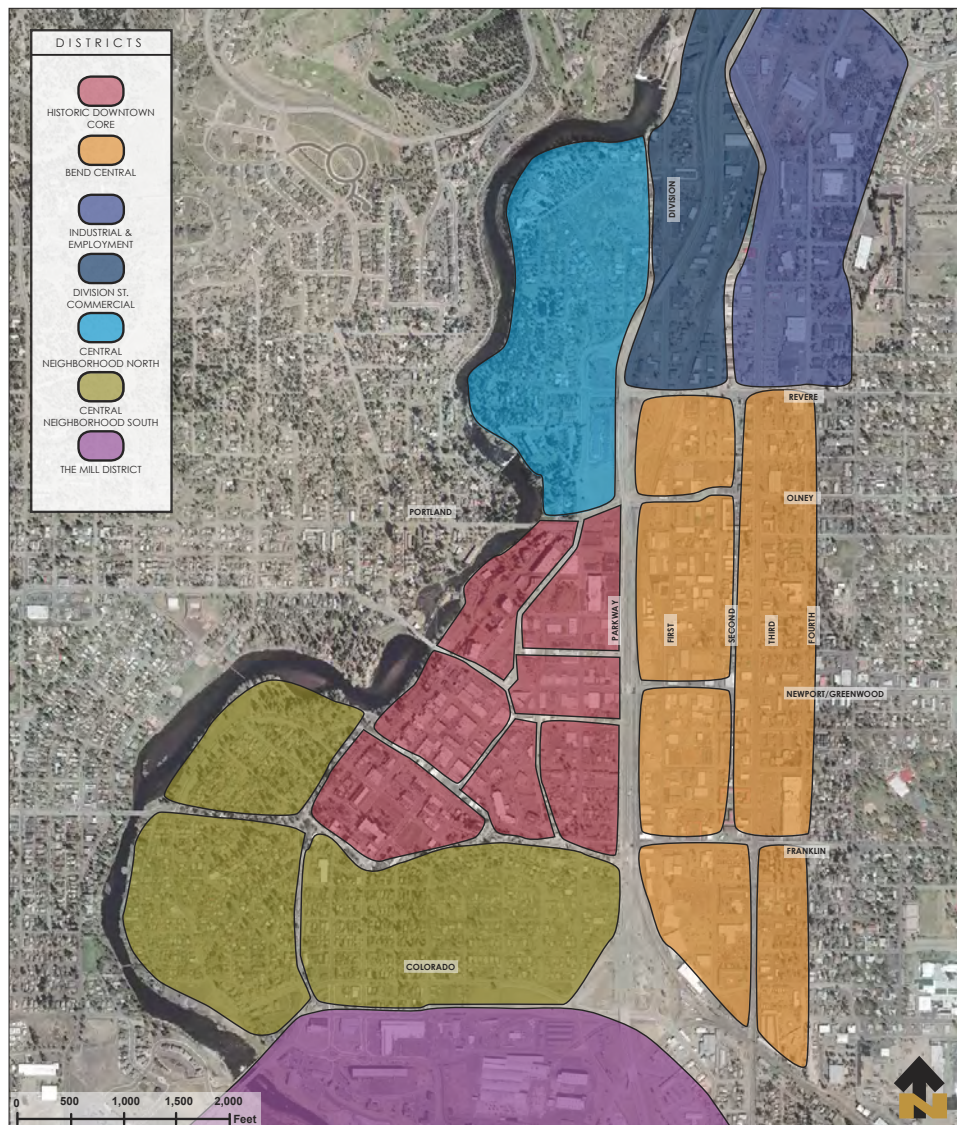 DISTRICTS
HISTORIC DOWNTOWN
CORE
BEND CENTRAL
INDUSTRIAL &
EMPLOYMENT
DIVISION ST.
COMMERCIAL
CENTRAL
NEIGHBORHOOD NORTH
CENTRAL
NEIGHBORHOOD SOUTH
THE MILL DISTRICT
DIVISION
REVERE
OLNEY
PORTLAND
PARKWAY
FIRST
SECOND
THIRD
FOURTH
NEWPORT/GREENWOOD
FRANKLIN
COLORADO
0 500 1,000 1,500 2,000
Feet
N